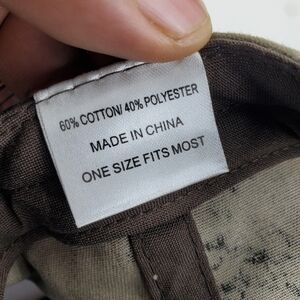 60% COTTON/ 40% POLYESTER
MADE IN CHINA
ONE SIZE FITS MOST